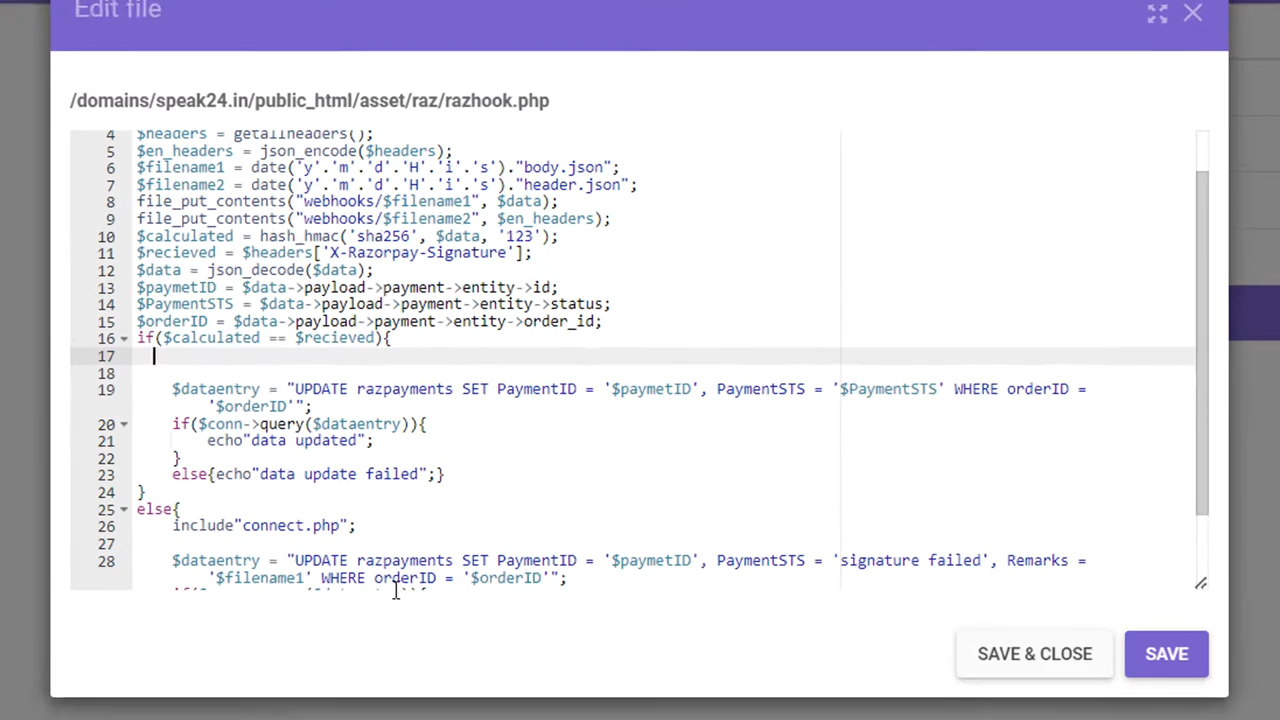 Edit file
/domains/speak24.in/public_html/asset/raz/razhook.php
4 $headers = getallheaders();
5 $en_headers = json_encode($headers);
6 $filename1 = date('y'.'m'.'d'.'H'.'i'.'s')."body.json";
7 $filename2 = date('y'.'m'.'d'.'H'.'i'.'s')."header.json";
8 file_put_contents("webhooks/$filename1", $data);
9 file_put_contents("webhooks/$filename2", $en_headers);
10 $calculated = hash_hmac('sha256', $data, '123');
11 $recieved = $headers['X-Razorpay-Signature'];
12 $data = json_decode($data);
13 $paymetID = $data->payload->payment->entity->id;
14 $PaymentSTS = $data->payload->payment->entity->status;
15 $orderID = $data->payload->payment->entity->order_id;
16 if($calculated == $recieved){
17
18
19 $dataentry = "UPDATE razpayments SET PaymentID = '$paymetID', PaymentSTS = '$PaymentSTS' WHERE orderID =
'$orderID'";
20 if($conn->query($dataentry)){
21 echo"data updated";
22 }
23 else{echo"data update failed";}
24 }
25 else{
26 include"connect.php";
27
28 $dataentry = "UPDATE razpayments SET PaymentID = '$paymetID', PaymentSTS = 'signature failed', Remarks =
'$filename1' WHERE orderID = '$orderID'";
SAVE & CLOSE
SAVE